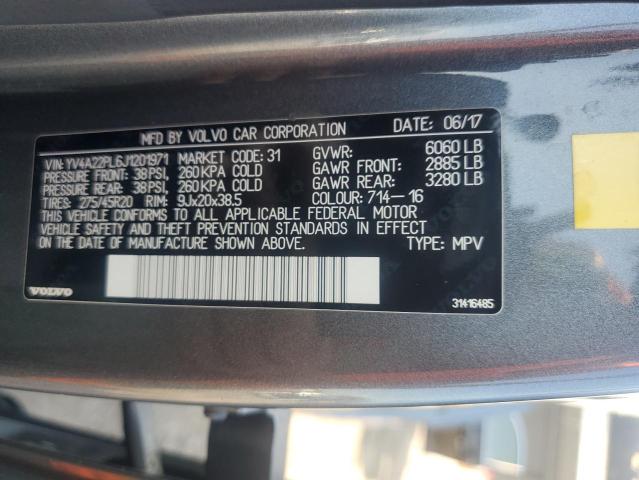 MFD BY VOLVO CAR CORPORATION DATE: 06/17
VIN: YV4A22PL6J1201971 MARKET CODE: 31 GVWR: 6060 LB
PRESSURE FRONT: 38 PSI, 260 KPA COLD GAWR FRONT: 2885 LB
PRESSURE REAR: 38 PSI, 260 KPA COLD GAWR REAR: 3280 LB
TIRES: 275/45R20 RIM: 9Jx20x38.5 COLOUR: 714-16
THIS VEHICLE CONFORMS TO ALL APPLICABLE FEDERAL MOTOR
VEHICLE SAFETY AND THEFT PREVENTION STANDARDS IN EFFECT
ON THE DATE OF MANUFACTURE SHOWN ABOVE. TYPE: MPV
VOLVO 31416485